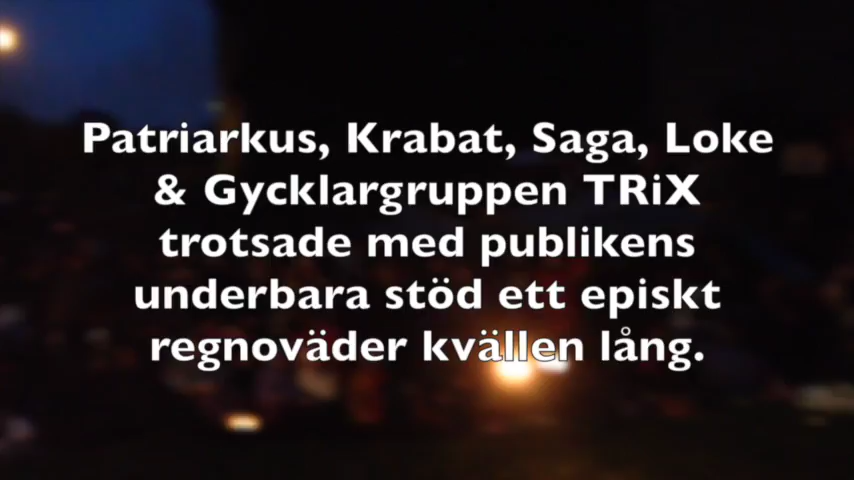 Patriarkus, Krabat, Saga, Loke
& Gycklargruppen TRiX
trotsade med publikens
underbara stöd ett episkt
regnoväder kvällen lång.